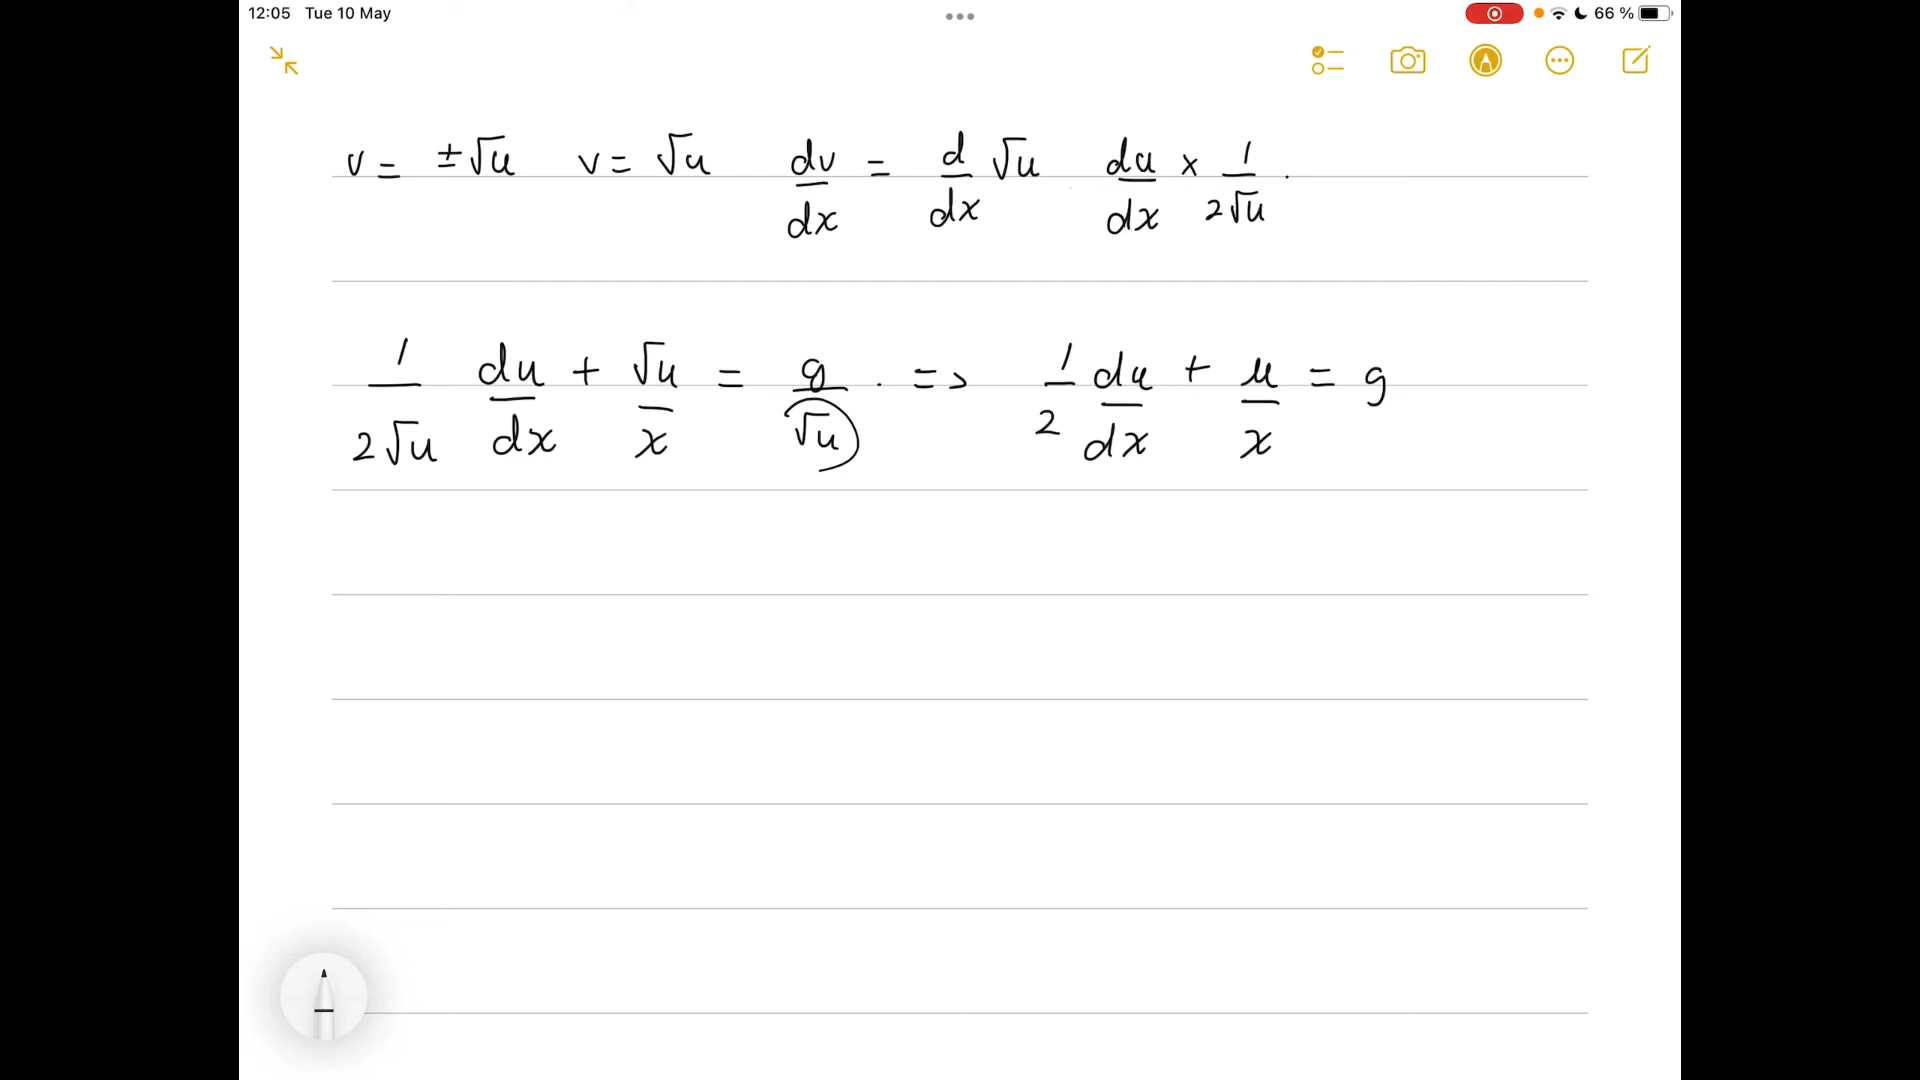 12:05 Tue 10 May 66 %
v = ±√u v = √u dv/dx = d/dx √u du/dx × 1/2√u .
1/2√u du/dx + √u/x = g/√u . => 1/2 du/dx + u/x = g